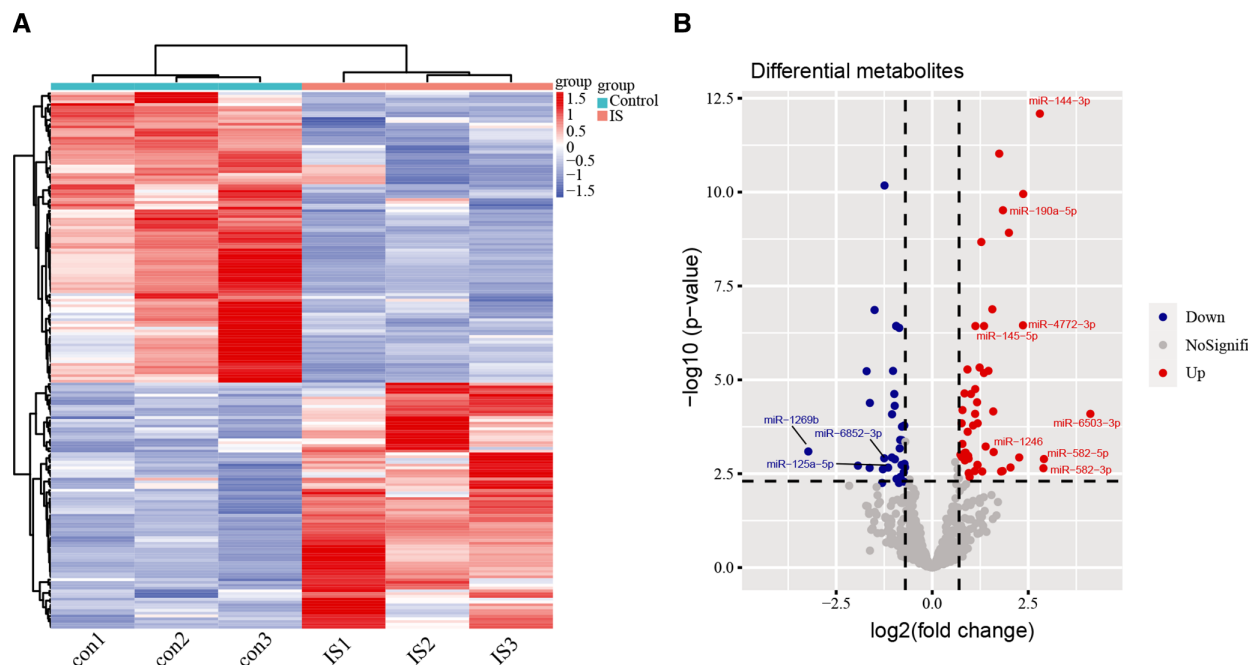 A
group
1.5
1
0.5
0
−0.5
−1
−1.5
group
Control
IS
con1
con2
con3
IS1
IS2
IS3
B
Differential metabolites
−log10 (p-value)
12.5
10.0
7.5
5.0
2.5
0.0
miR−144−3p
miR−190a−5p
miR−4772−3p
miR−145−5p
miR−1269b
miR−6852−3p
miR−125a−5p
miR−6503−3p
miR−1246
miR−582−5p
miR−582−3p
−2.5
0.0
2.5
log2(fold change)
Down
NoSignifi
Up